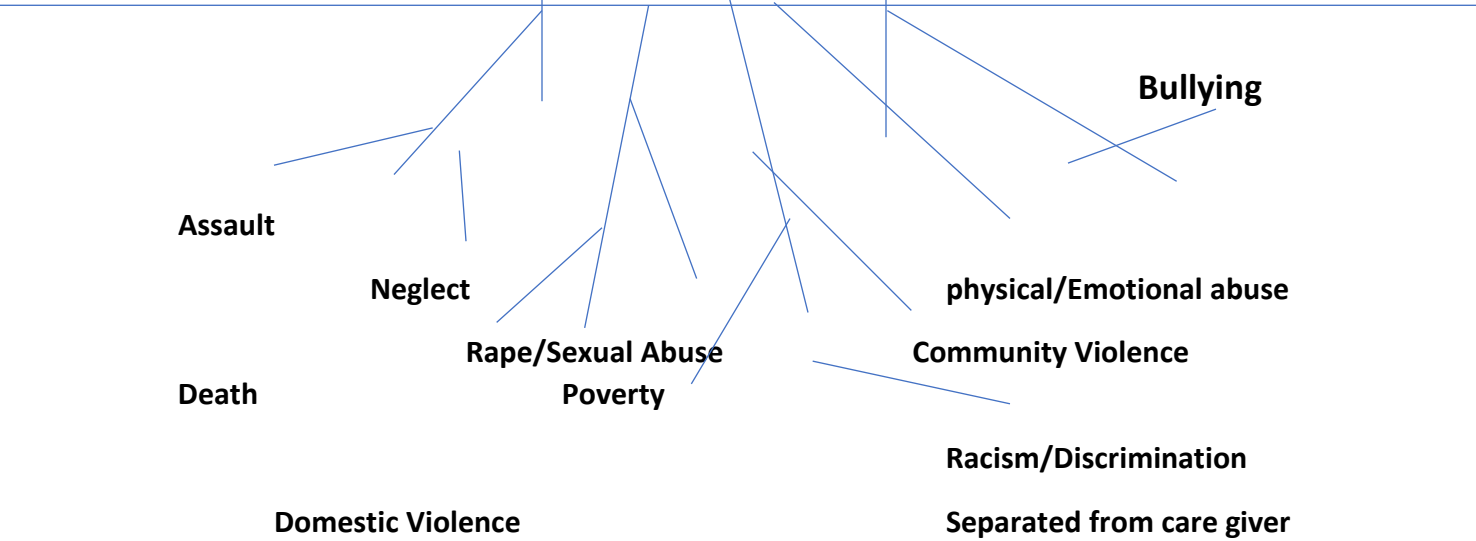 Bullying
Assault
Neglect
physical/Emotional abuse
Rape/Sexual Abuse
Community Violence
Death
Poverty
Racism/Discrimination
Domestic Violence
Separated from care giver